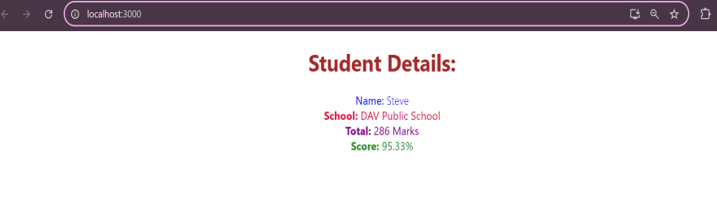 localhost:3000
Student Details:
Name: Steve
School: DAV Public School
Total: 286 Marks
Score: 95.33%